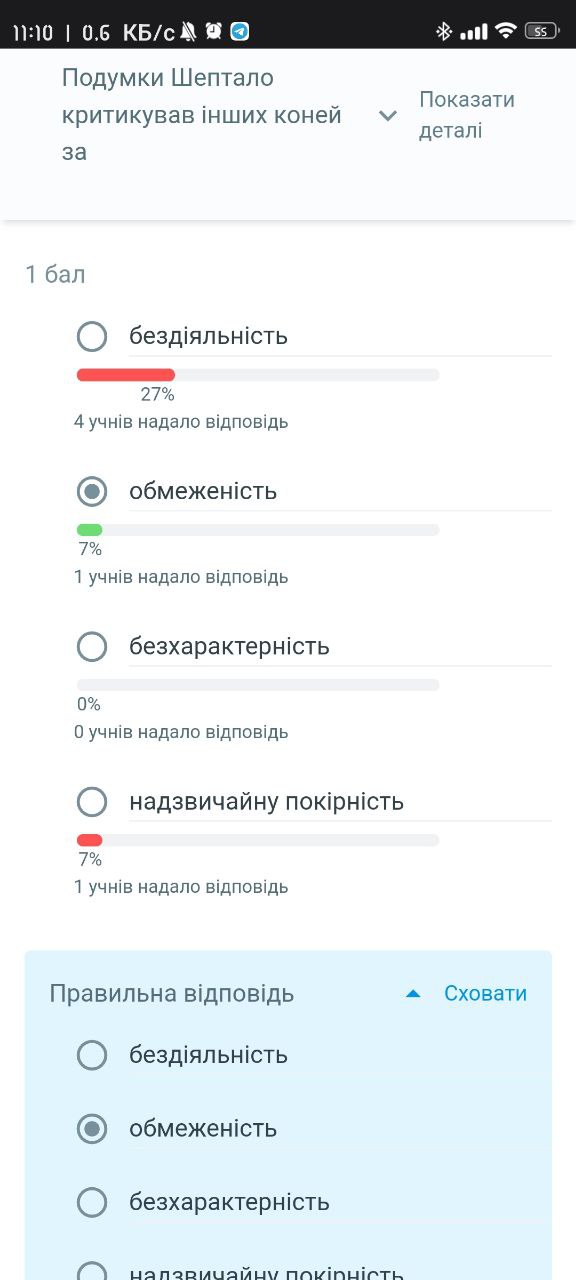 11:10 | 0.6 КБ/с
55
Подумки Шептало
критикував інших коней
за
Показати
деталі
1 бал
бездіяльність
27%
4 учнів надало відповідь
обмеженість
7%
1 учнів надало відповідь
безхарактерність
0%
0 учнів надало відповідь
надзвичайну покірність
7%
1 учнів надало відповідь
Правильна відповідь
Сховати
бездіяльність
обмеженість
безхарактерність
надзвичайну покірність